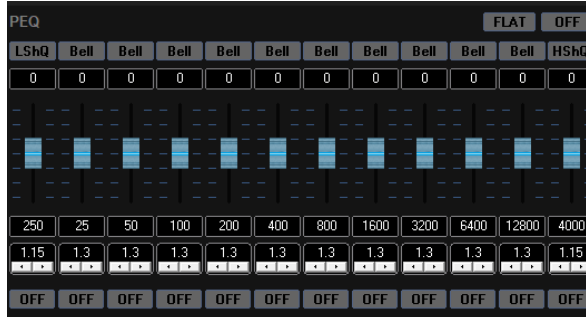 PEQ FLAT OFF
LShQ Bell Bell Bell Bell Bell Bell Bell Bell Bell Bell HShQ
0 0 0 0 0 0 0 0 0 0 0 0
250 25 50 100 200 400 800 1600 3200 6400 12800 4000
1.15 1.3 1.3 1.3 1.3 1.3 1.3 1.3 1.3 1.3 1.3 1.15
OFF OFF OFF OFF OFF OFF OFF OFF OFF OFF OFF OFF